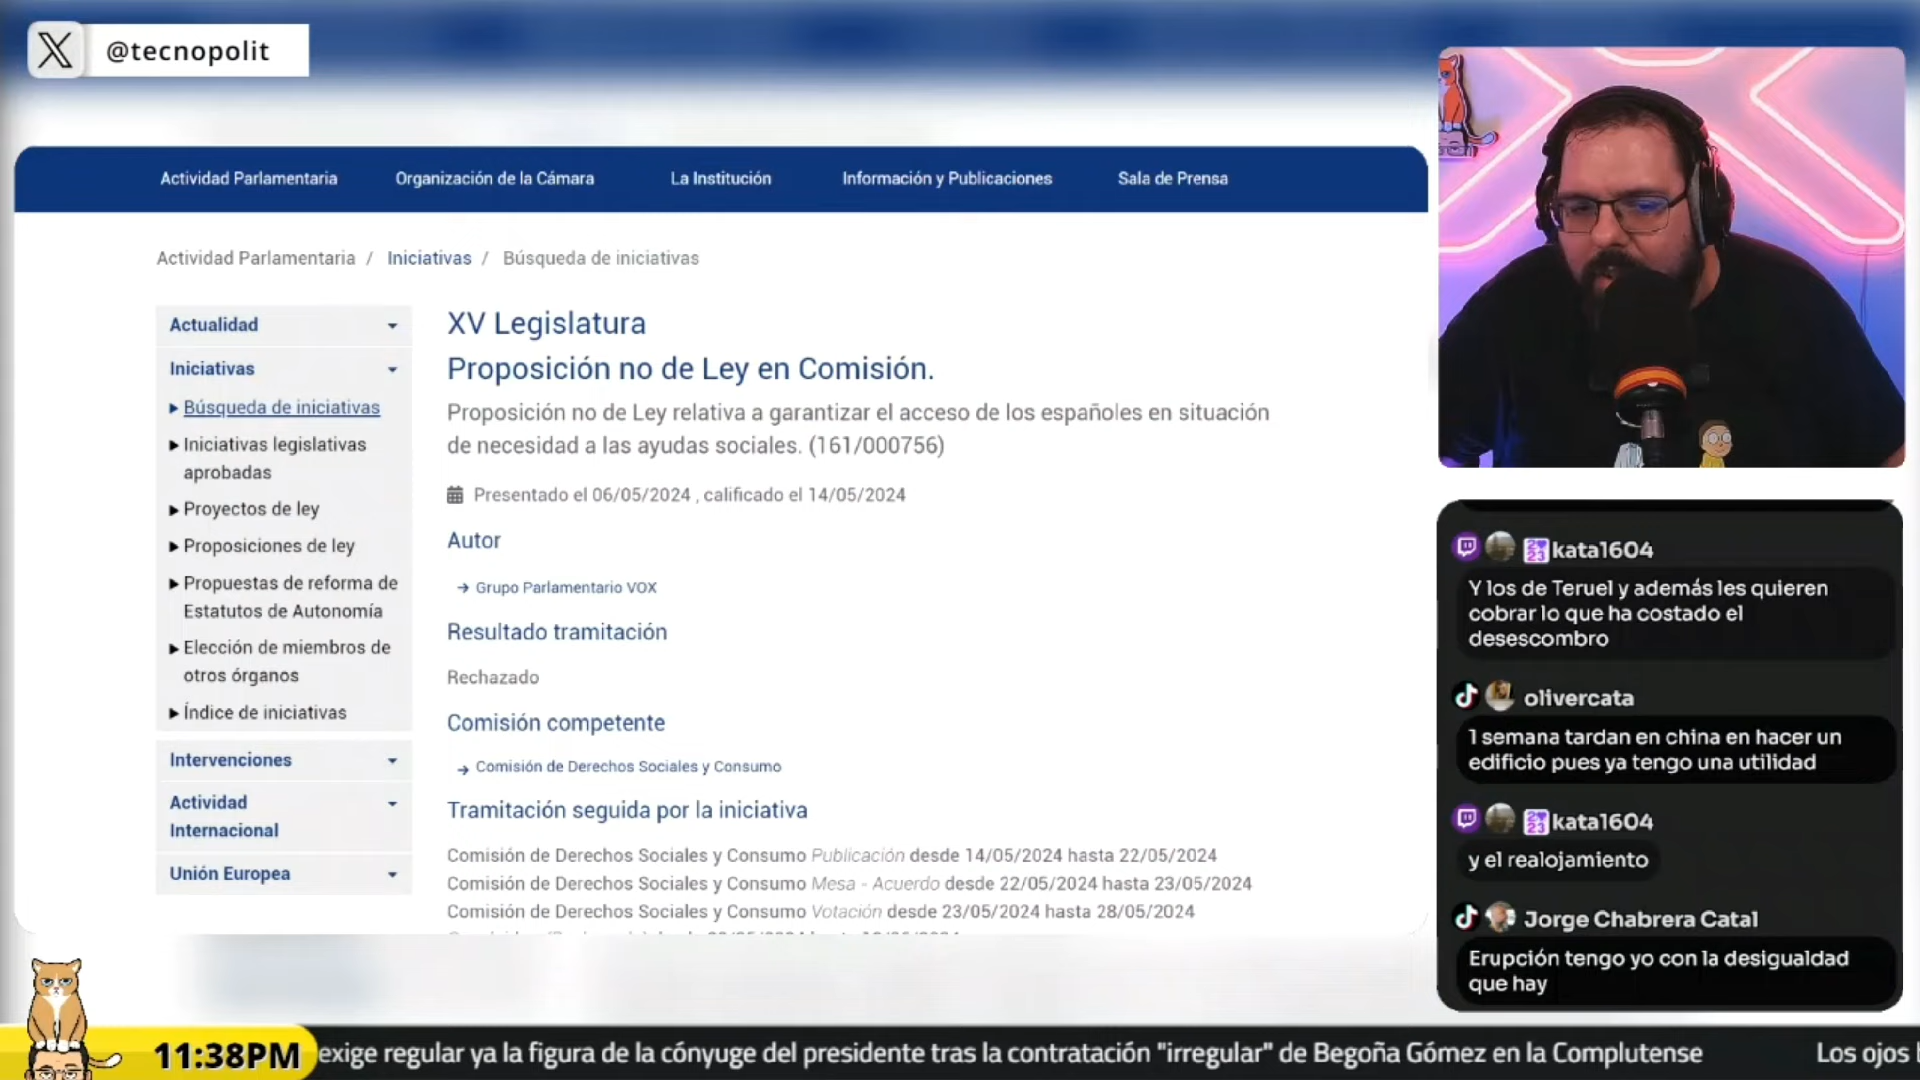 @tecnopolit
Actividad Parlamentaria
Organización de la Cámara
La Institución
Información y Publicaciones
Sala de Prensa
Actividad Parlamentaria / Iniciativas / Búsqueda de iniciativas
Actualidad
Iniciativas
Búsqueda de iniciativas
Iniciativas legislativas
aprobadas
Proyectos de ley
Proposiciones de ley
Propuestas de reforma de
Estatutos de Autonomía
Elección de miembros de
otros órganos
Índice de iniciativas
Intervenciones
Actividad
Internacional
Unión Europea
XV Legislatura
Proposición no de Ley en Comisión.
Proposición no de Ley relativa a garantizar el acceso de los españoles en situación
de necesidad a las ayudas sociales. (161/000756)
Presentado el 06/05/2024 , calificado el 14/05/2024
Autor
Grupo Parlamentario VOX
Resultado tramitación
Rechazado
Comisión competente
Comisión de Derechos Sociales y Consumo
Tramitación seguida por la iniciativa
Comisión de Derechos Sociales y Consumo Publicación desde 14/05/2024 hasta 22/05/2024
Comisión de Derechos Sociales y Consumo Mesa - Acuerdo desde 22/05/2024 hasta 23/05/2024
Comisión de Derechos Sociales y Consumo Votación desde 23/05/2024 hasta 28/05/2024
kata1604
Y los de Teruel y además les quieren
cobrar lo que ha costado el
desescombro
olivercata
1 semana tardan en china en hacer un
edificio pues ya tengo una utilidad
kata1604
y el realojamiento
Jorge Chabrera Catal
Erupción tengo yo con la desigualdad
que hay
11:38PM
exige regular ya la figura de la cónyuge del presidente tras la contratación "irregular" de Begoña Gómez en la Complutense
Los ojos